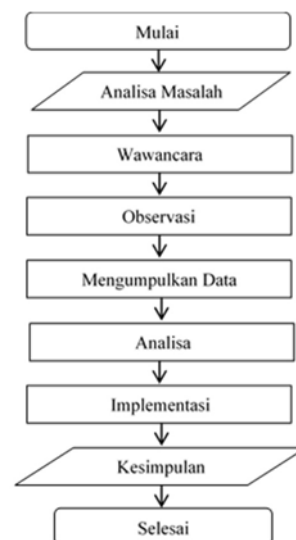 Mulai
Analisa Masalah
Wawancara
Observasi
Mengumpulkan Data
Analisa
Implementasi
Kesimpulan
Selesai